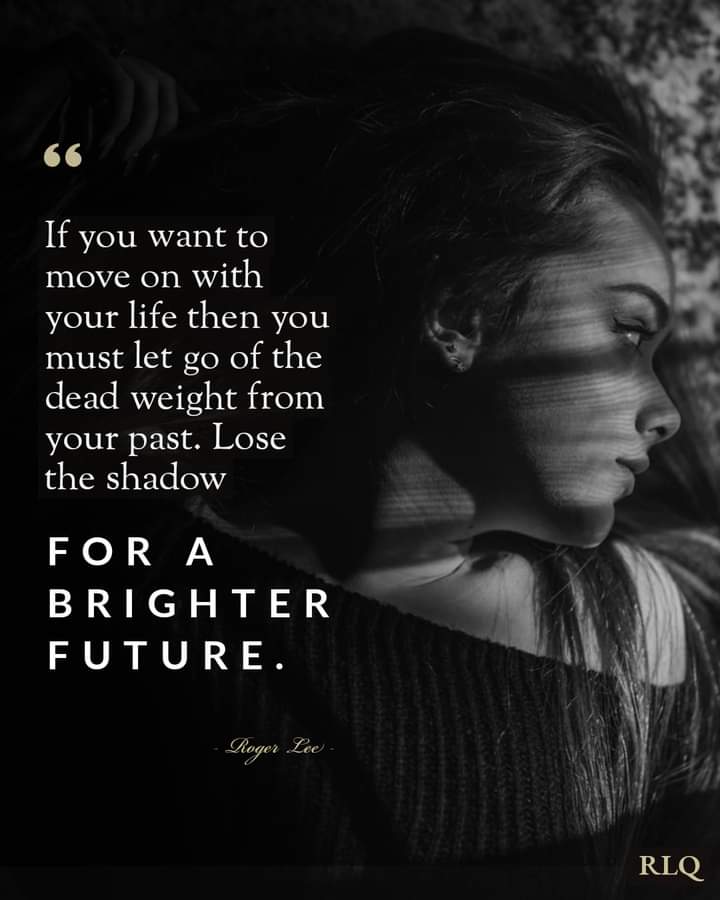 “
If you want to
move on with
your life then you
must let go of the
dead weight from
your past. Lose
the shadow
FOR A
BRIGHTER
FUTURE.
- Roger Lee -
RLQ